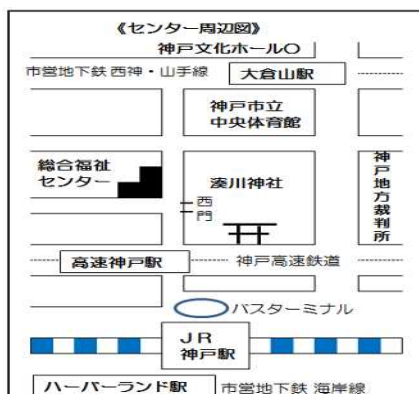 《センター周辺図》
神戸文化ホール〇
市営地下鉄 西神・山手線
大倉山駅
神戸市立
中央体育館
総合福祉
センター
湊川神社
西門
神戸地方裁判所
高速神戸駅
神戸高速鉄道
バスターミナル
JR
神戸駅
ハーバーランド駅
市営地下鉄 海岸線